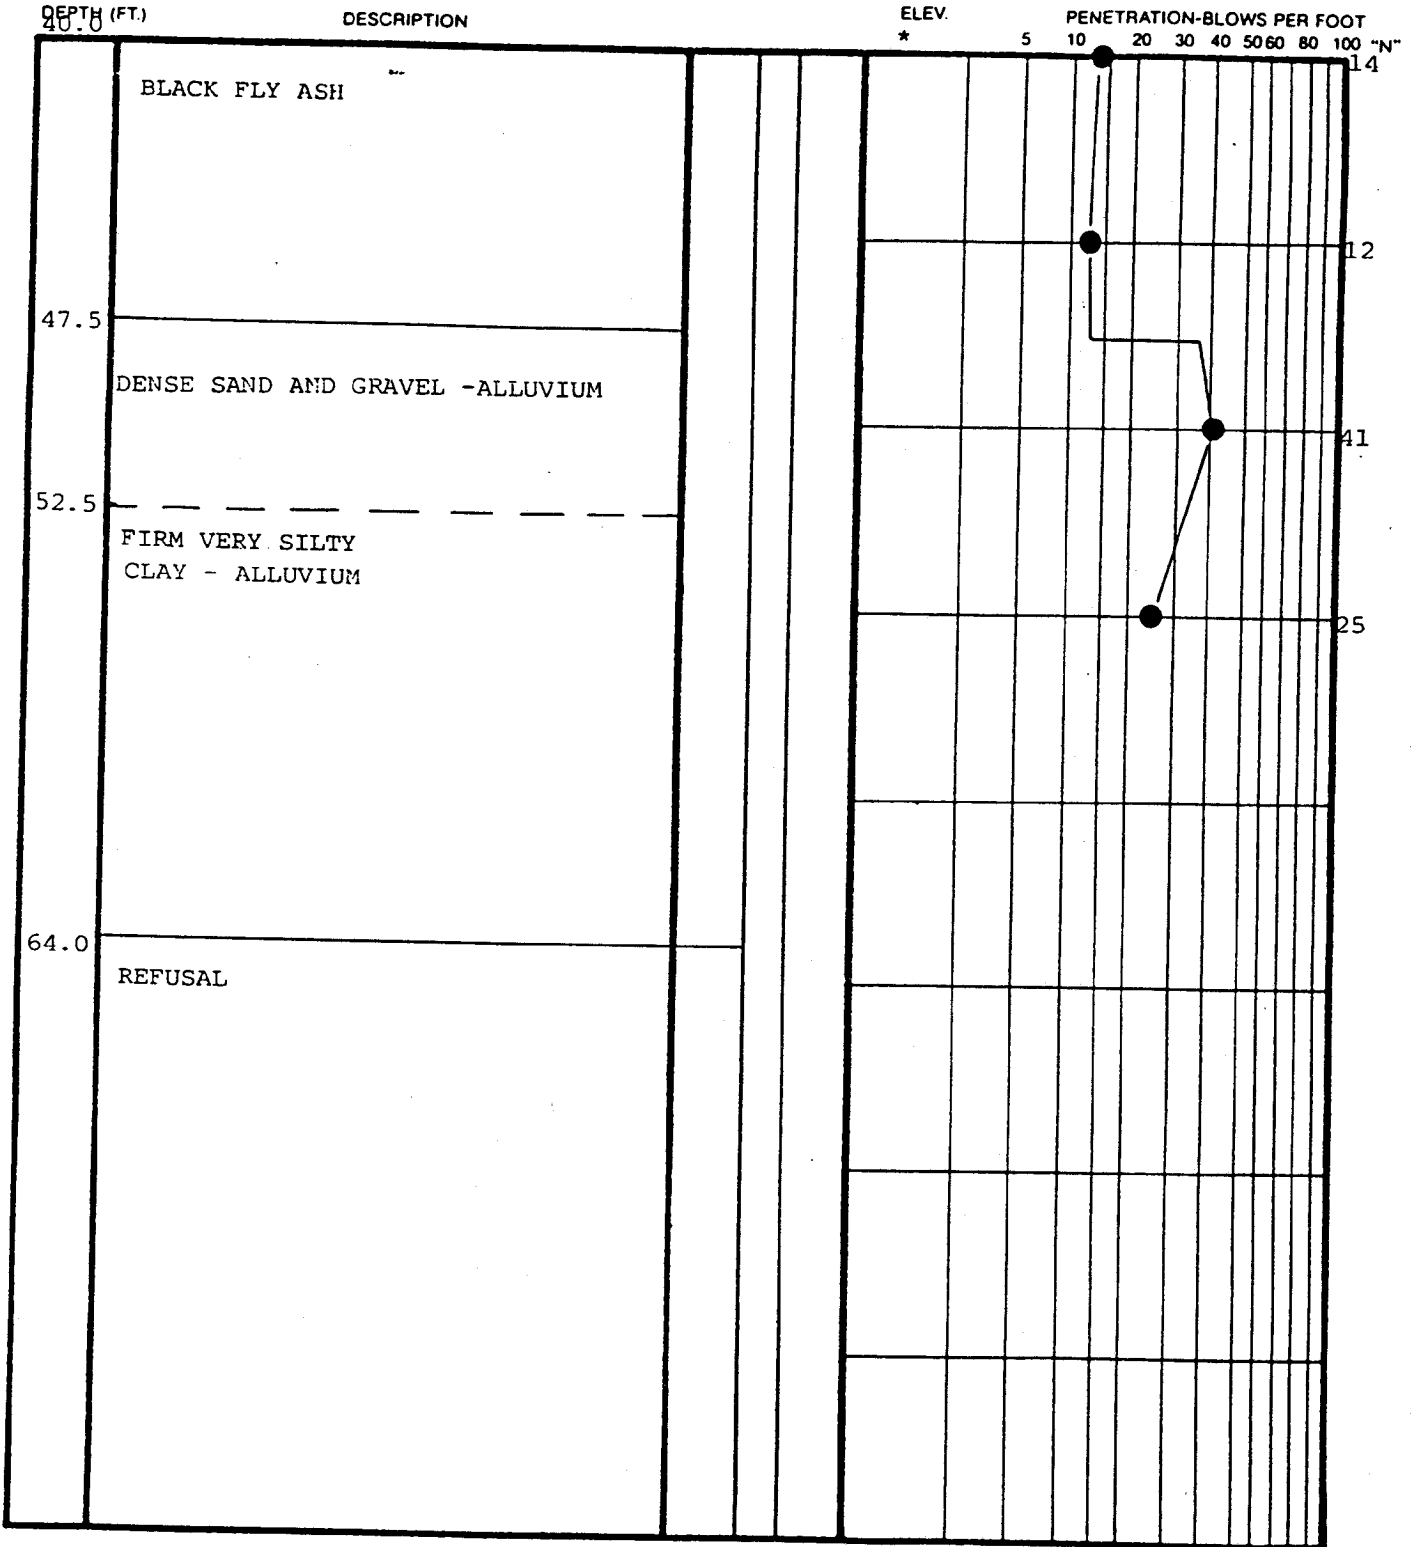 DEPTH (FT.) DESCRIPTION ELEV. PENETRATION-BLOWS PER FOOT
40.0 * 5 10 20 30 40 50 60 80 100 "N"
14
BLACK FLY ASH
12
47.5
DENSE SAND AND GRAVEL -ALLUVIUM
41
52.5
FIRM VERY SILTY
CLAY - ALLUVIUM
25
64.0
REFUSAL